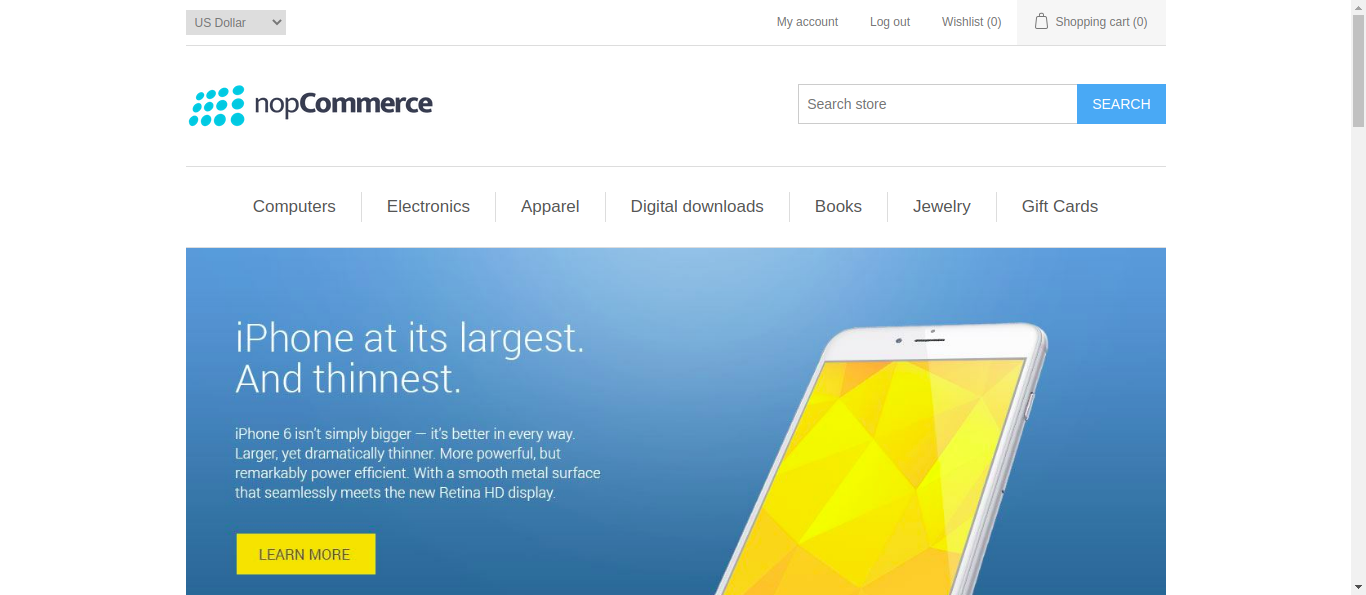 US Dollar
My account
Log out
Wishlist (0)
Shopping cart (0)
nopCommerce
Search store
SEARCH
Computers
Electronics
Apparel
Digital downloads
Books
Jewelry
Gift Cards
iPhone at its largest.
And thinnest.
iPhone 6 isn't simply bigger — it's better in every way.
Larger, yet dramatically thinner. More powerful, but
remarkably power efficient. With a smooth metal surface
that seamlessly meets the new Retina HD display.
LEARN MORE